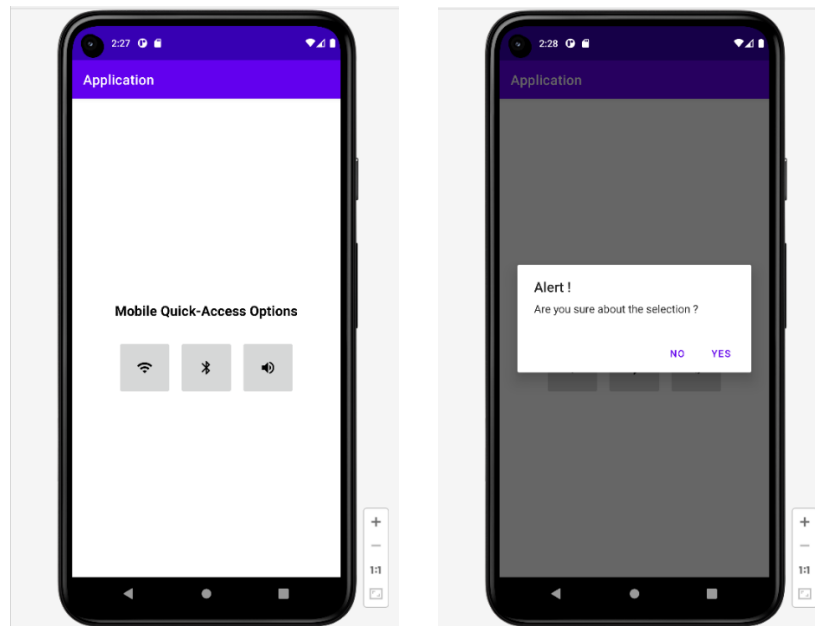 2:27
Application
Mobile Quick-Access Options
1:1
2:28
Application
Alert !
Are you sure about the selection ?
NO YES
1:1